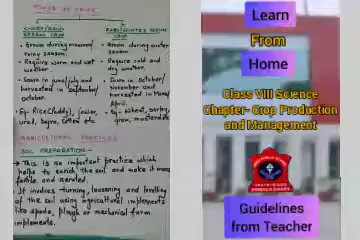 TYPES OF CROPS
KHARIF/RAINY SEASON CROP
- Grown during monsoon/rainy season.
- Require warm and wet weather.
- Sown in june/july and harvested in september/october.
- Eg- Rice (Paddy), jowar, urad, bajra, cotton etc
RABI/WINTER SEASON CROP
- Grown during winter season.
- Require cold and dry weather.
- Sown in October/November and harvested in March/April.
- Eg- Wheat, barley, gram, mustard etc
AGRICULTURAL PRACTICES
SOIL PREPARATION -
→ This is an important practice which
helps to enrich the soil and make it more
fertile and aerated.
→ It involves turning, loosening and leveling
of the soil using agricultural implements
like spade, plough or mechanical farm
implements.
Learn
From
Home
Class VIII Science
Chapter- Crop Production
and Management
Guidelines
from Teacher